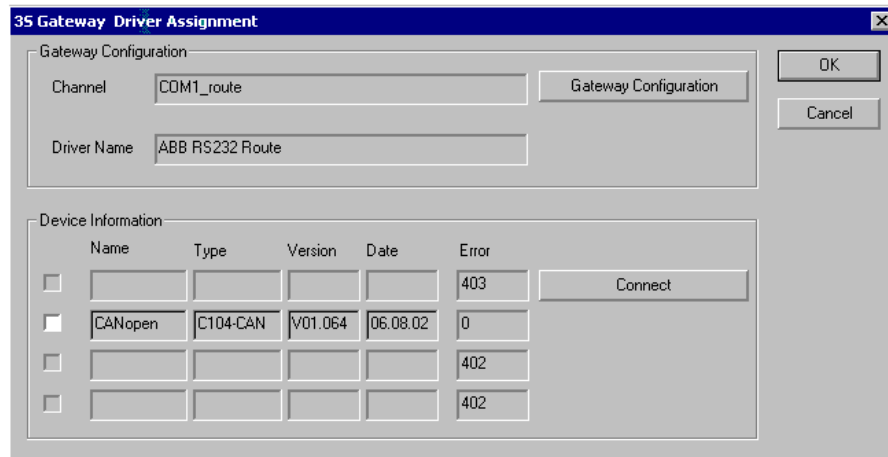 3S Gateway Driver Assignment
Gateway Configuration
OK
Channel COM1_route Gateway Configuration
Cancel
Driver Name ABB RS232 Route
Device Information
Name Type Version Date Error
403 Connect
CANopen C104-CAN V01.064 06.08.02 0
402
402